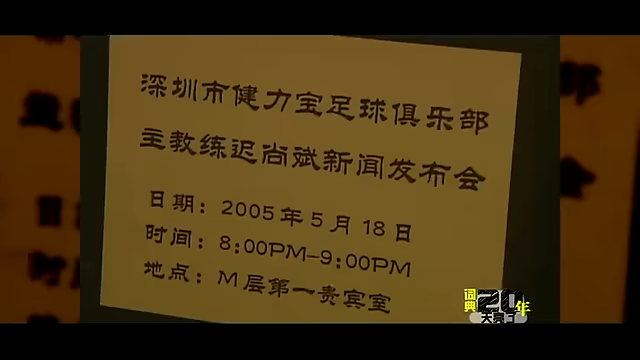 深圳市健力宝足球俱乐部
主教练迟尚斌新闻发布会
日期：2005年5月18日
时间：8:00PM-9:00PM
地点：M层第一贵宾室
词典
20年